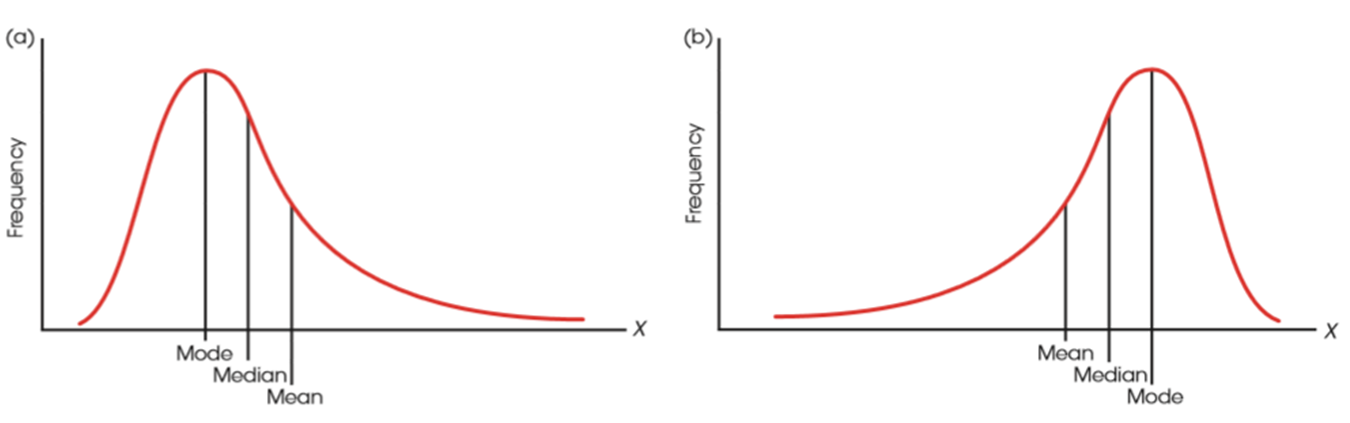 (a)
Frequency
X
Mode
Median
Mean
(b)
Frequency
X
Mean
Median
Mode